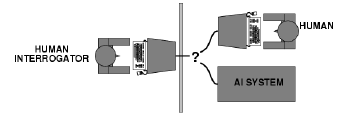 HUMAN
INTERROGATOR
?
HUMAN
AI SYSTEM